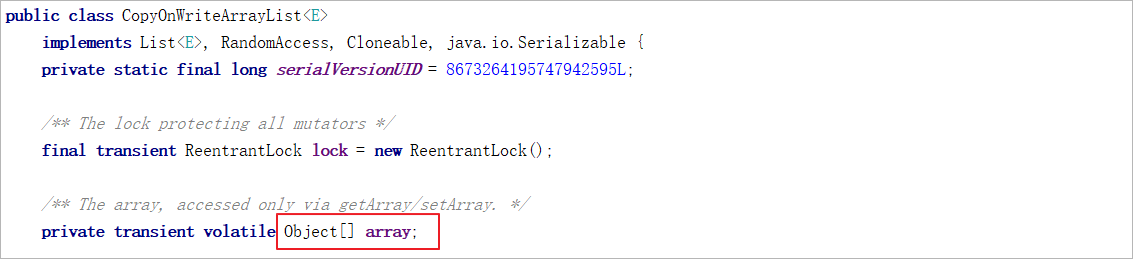 public class CopyOnWriteArrayList<E>
implements List<E>, RandomAccess, Cloneable, java.io.Serializable {
private static final long serialVersionUID = 8673264195747942595L;
/** The lock protecting all mutators */
final transient ReentrantLock lock = new ReentrantLock();
/** The array, accessed only via getArray/setArray. */
private transient volatile Object[] array;